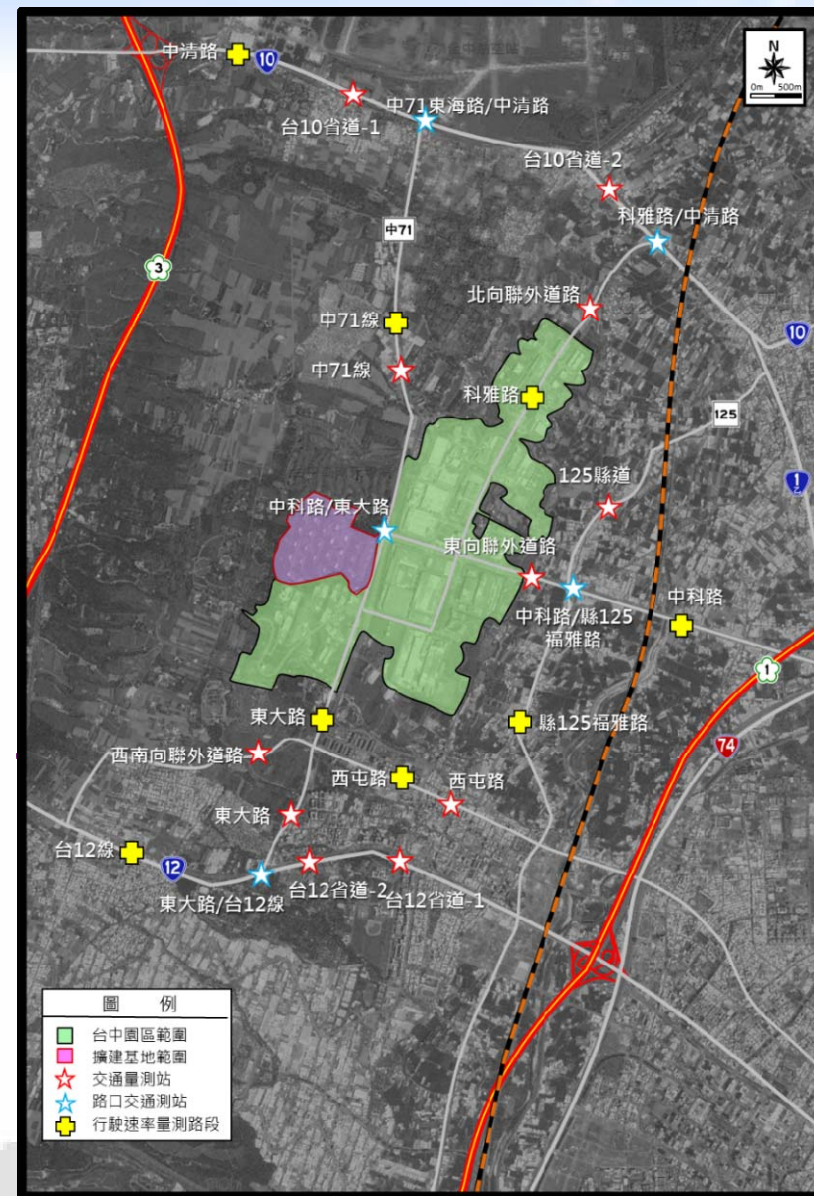 中清路
10
N
0m 500m
台10省道-1
中71東海路/中清路
台10省道-2
中71
科雅路/中清路
3
北向聯外道路
中71線
10
中71線
科雅路
125
125縣道
1
中科路/東大路
東向聯外道路
中科路/縣125
福雅路
中科路
1
東大路
縣125福雅路
74
西南向聯外道路
西屯路
西屯路
東大路
台12線
12
台12省道-2
東大路/台12線
台12省道-1
圖 例
台中園區範圍
擴建基地範圍
交通量測站
路口交通測站
行駛速率量測路段